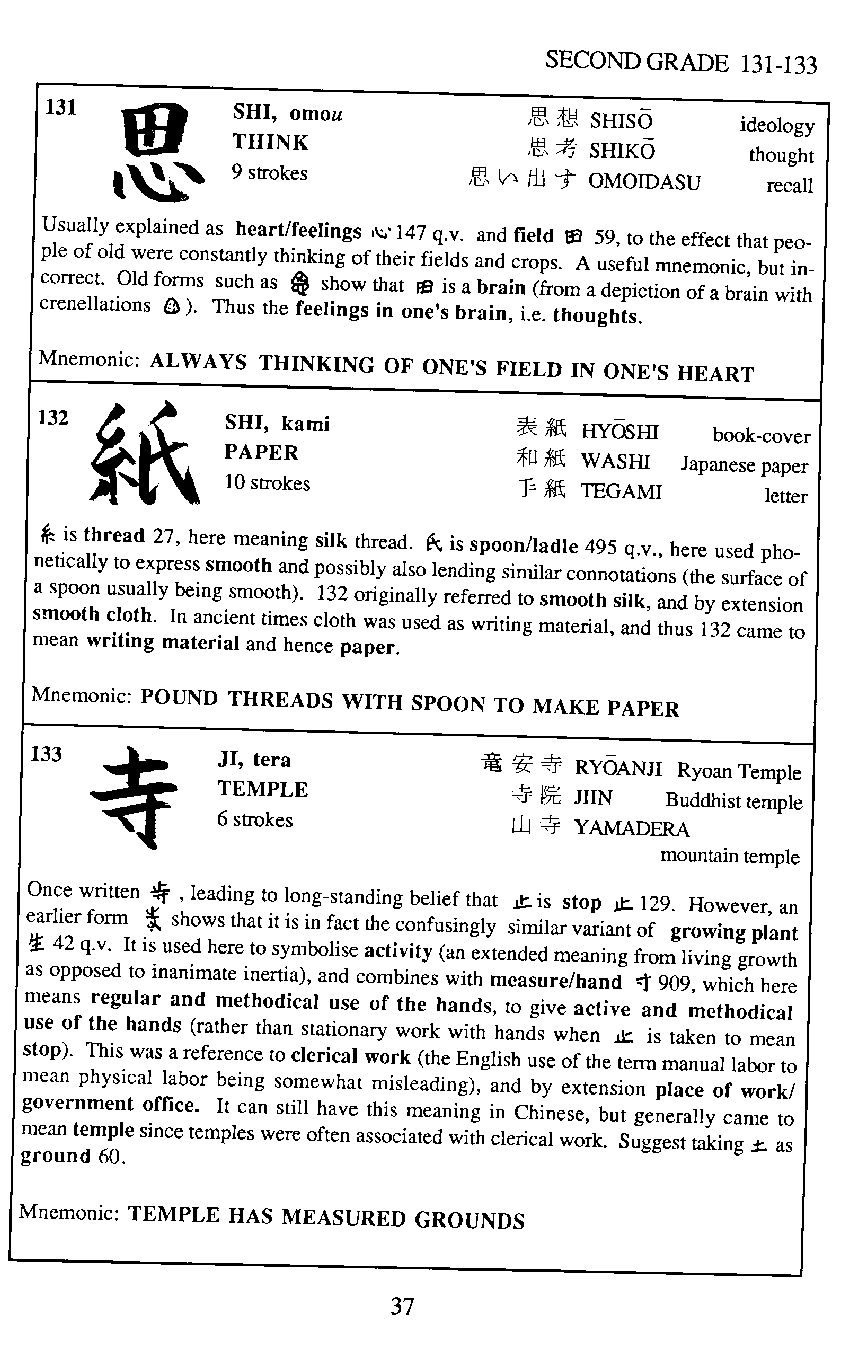 SECOND GRADE 131-133
131
思
SHI, omou
THINK
9 strokes
思想 SHISŌ ideology
思考 SHIKŌ thought
思い出す OMOIDASU recall
Usually explained as heart/feelings 心 147 q.v. and field 田 59, to the effect that peo-
ple of old were constantly thinking of their fields and crops. A useful mnemonic, but in-
correct. Old forms such as show that 田 is a brain (from a depiction of a brain with
crenellations ). Thus the feelings in one's brain, i.e. thoughts.
Mnemonic: ALWAYS THINKING OF ONE'S FIELD IN ONE'S HEART
132
紙
SHI, kami
PAPER
10 strokes
表紙 HYŌSHI book-cover
和紙 WASHI Japanese paper
手紙 TEGAMI letter
糸 is thread 27, here meaning silk thread. 氏 is spoon/ladle 495 q.v., here used pho-
netically to express smooth and possibly also lending similar connotations (the surface of
a spoon usually being smooth). 132 originally referred to smooth silk, and by extension
smooth cloth. In ancient times cloth was used as writing material, and thus 132 came to
mean writing material and hence paper.
Mnemonic: POUND THREADS WITH SPOON TO MAKE PAPER
133
寺
JI, tera
TEMPLE
6 strokes
竜安寺 RYŌANJI Ryoan Temple
寺院 JIIN Buddhist temple
山寺 YAMADERA
mountain temple
Once written , leading to long-standing belief that 止 is stop 止 129. However, an
earlier form shows that it is in fact the confusingly similar variant of growing plant
生 42 q.v. It is used here to symbolise activity (an extended meaning from living growth
as opposed to inanimate inertia), and combines with measure/hand 寸 909, which here
means regular and methodical use of the hands, to give active and methodical
use of the hands (rather than stationary work with hands when 止 is taken to mean
stop). This was a reference to clerical work (the English use of the term manual labor to
mean physical labor being somewhat misleading), and by extension place of work/
government office. It can still have this meaning in Chinese, but generally came to
mean temple since temples were often associated with clerical work. Suggest taking 土 as
ground 60.
Mnemonic: TEMPLE HAS MEASURED GROUNDS
37